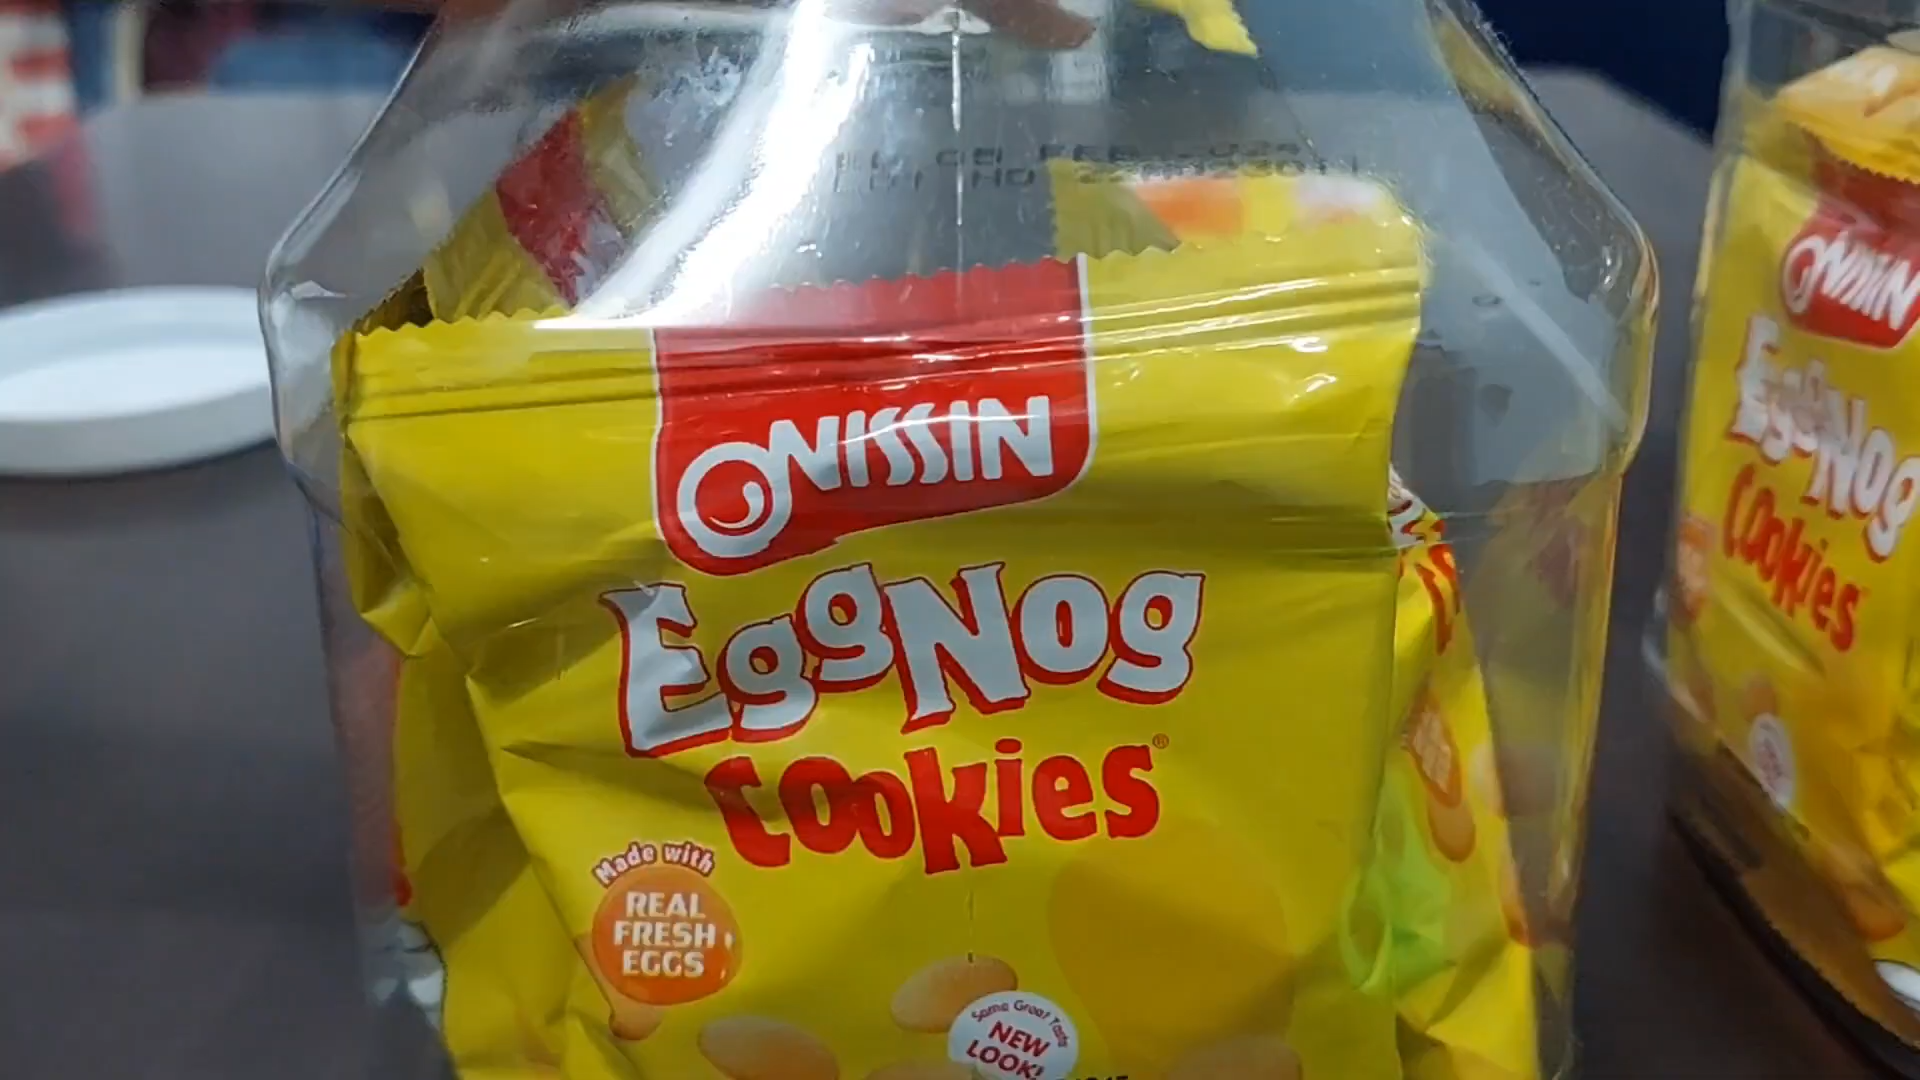 NISSIN
EggNog
Cookies®
Made with
REAL
FRESH
EGGS
Same Great Taste
NEW
LOOK!
NISSIN
EggNog
Cookies